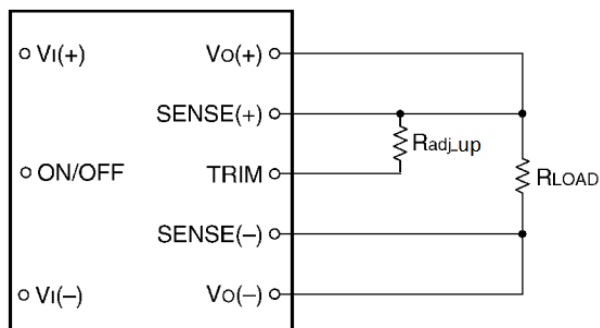 VI(+)
VO(+)
SENSE(+)
Radj_up
ON/OFF
TRIM
RLOAD
SENSE(–)
VI(–)
VO(–)